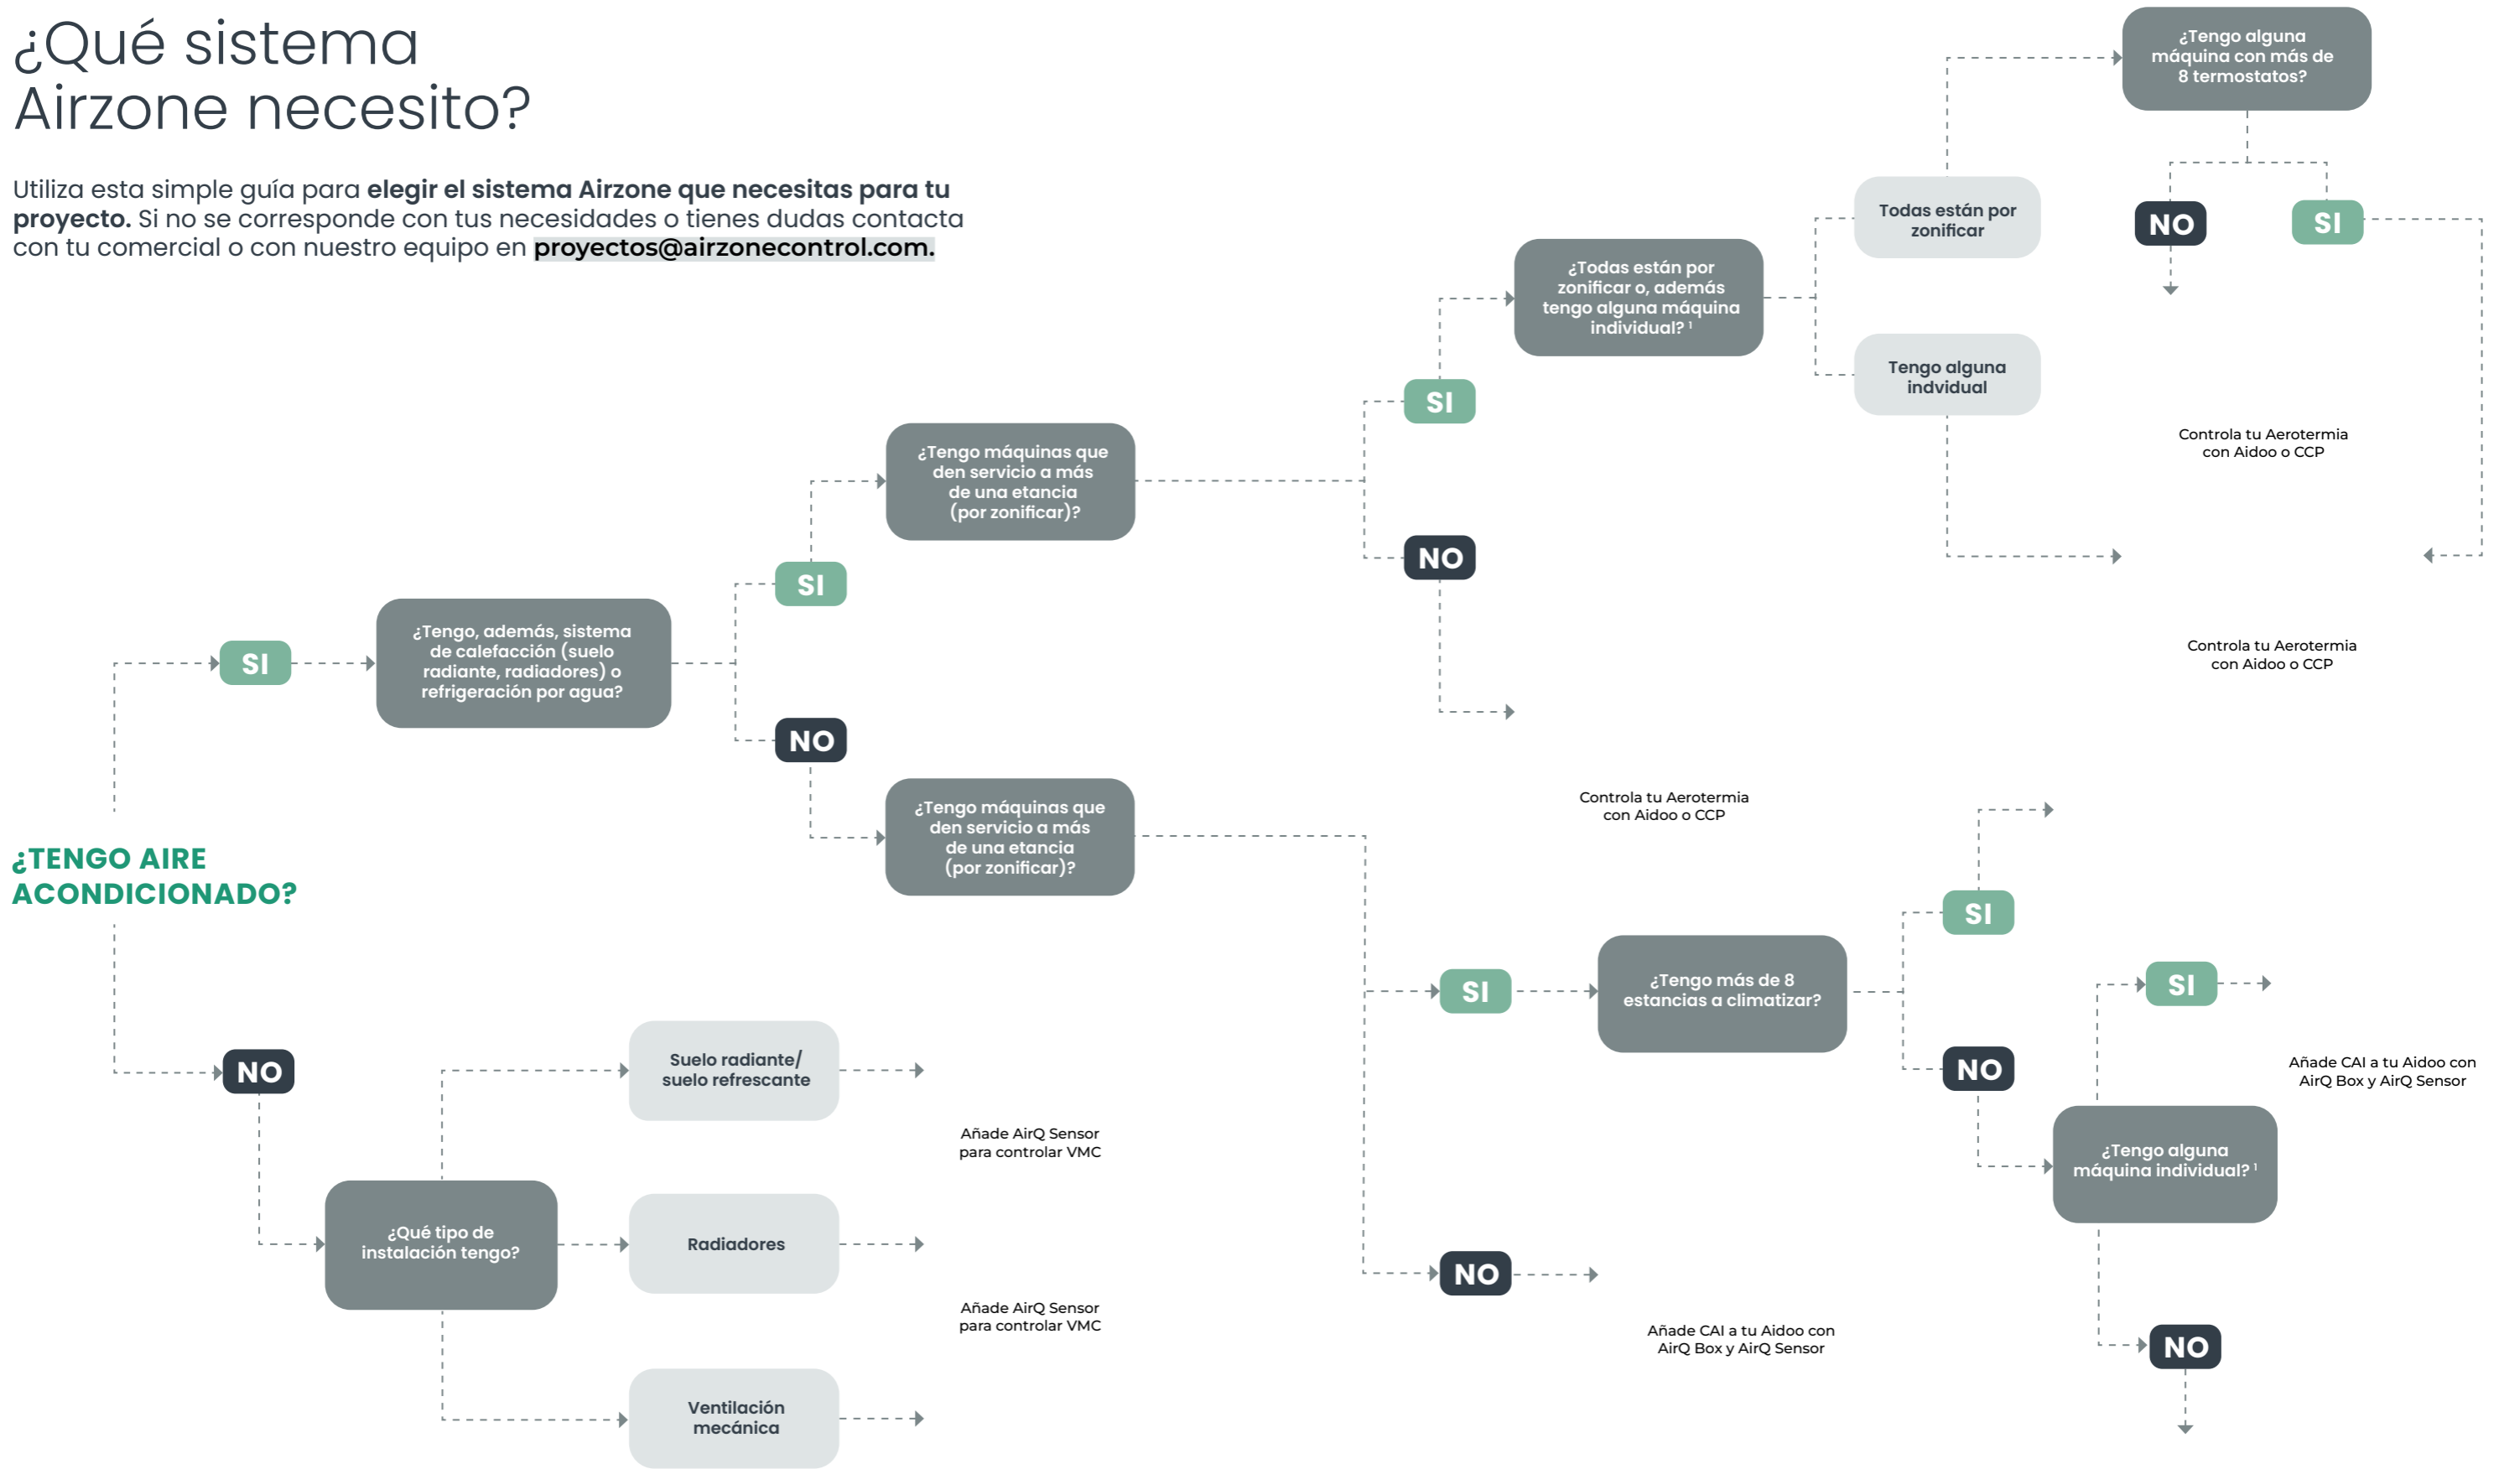 ¿Qué sistema
Airzone necesito?
Utiliza esta simple guía para elegir el sistema Airzone que necesitas para tu
proyecto. Si no se corresponde con tus necesidades o tienes dudas contacta
con tu comercial o con nuestro equipo en proyectos@airzonecontrol.com.
¿Tengo alguna
máquina con más de
8 termostatos?
NO
SI
Todas están por
zonificar
¿Todas están por
zonificar o, además
tengo alguna máquina
individual? ¹
Tengo alguna
indvidual
SI
Controla tu Aerotermia
con Aidoo o CCP
¿Tengo máquinas que
den servicio a más
de una etancia
(por zonificar)?
NO
SI
¿Tengo, además, sistema
de calefacción (suelo
radiante, radiadores) o
refrigeración por agua?
SI
Controla tu Aerotermia
con Aidoo o CCP
NO
¿Tengo máquinas que
den servicio a más
de una etancia
(por zonificar)?
Controla tu Aerotermia
con Aidoo o CCP
¿TENGO AIRE
ACONDICIONADO?
SI
SI
¿Tengo más de 8
estancias a climatizar?
SI
NO
Añade CAI a tu Aidoo con
AirQ Box y AirQ Sensor
¿Tengo alguna
máquina individual? ¹
NO
Suelo radiante/
suelo refrescante
Añade AirQ Sensor
para controlar VMC
¿Qué tipo de
instalación tengo?
Radiadores
Añade AirQ Sensor
para controlar VMC
NO
Añade CAI a tu Aidoo con
AirQ Box y AirQ Sensor
NO
Ventilación
mecánica